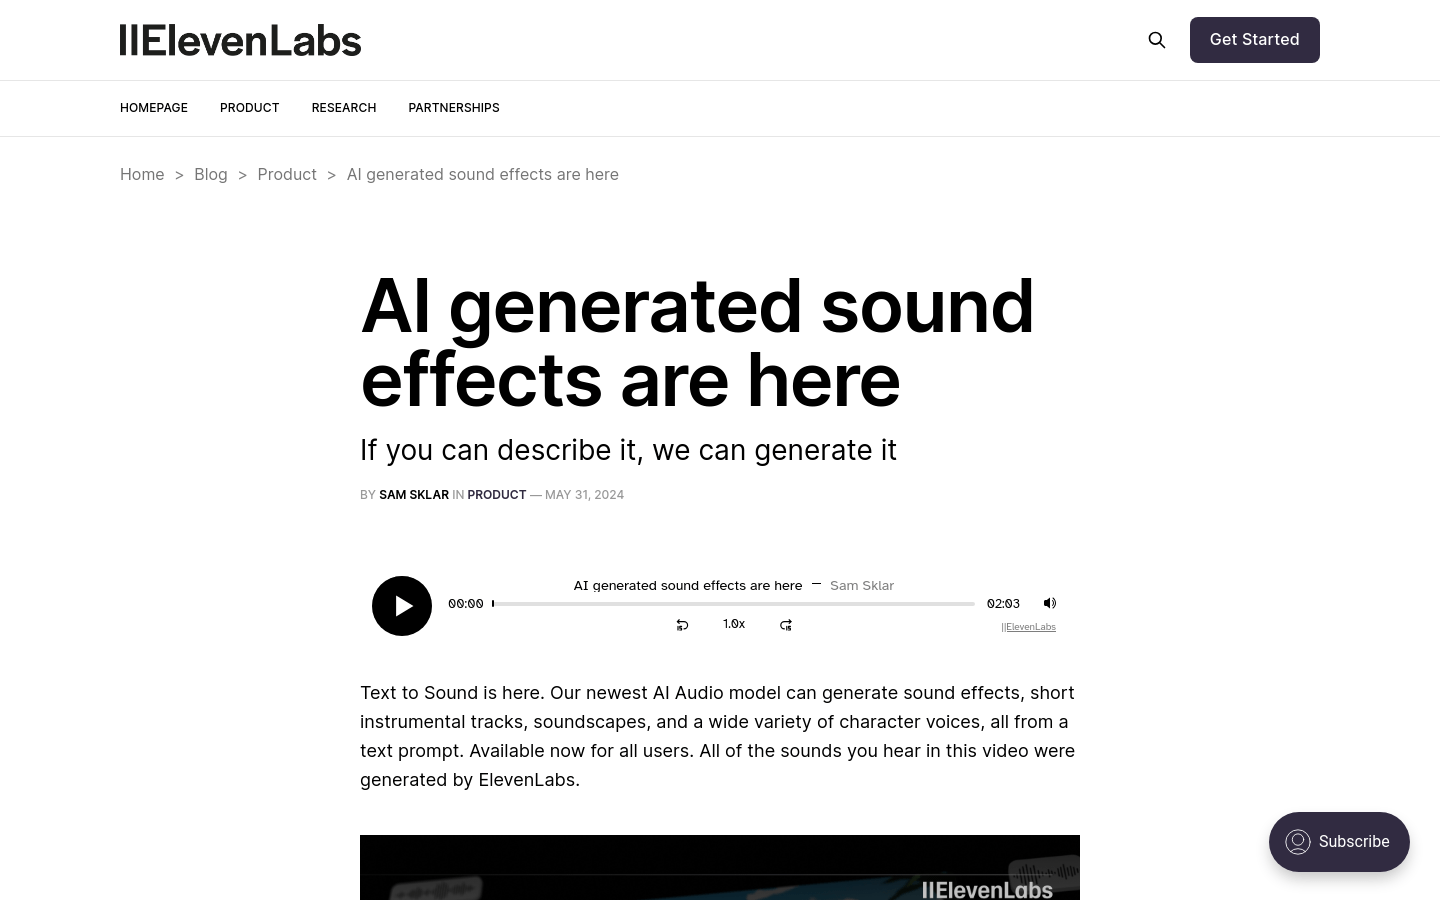 IIElevenLabs
Get Started
HOMEPAGE PRODUCT RESEARCH PARTNERSHIPS
Home > Blog > Product > AI generated sound effects are here
AI generated sound
effects are here
If you can describe it, we can generate it
BY SAM SKLAR IN PRODUCT — MAY 31, 2024
AI generated sound effects are here — Sam Sklar
00:00 02:03
15 1.0x 15
||ElevenLabs
Text to Sound is here. Our newest AI Audio model can generate sound effects, short
instrumental tracks, soundscapes, and a wide variety of character voices, all from a
text prompt. Available now for all users. All of the sounds you hear in this video were
generated by ElevenLabs.
Subscribe
IIElevenLabs